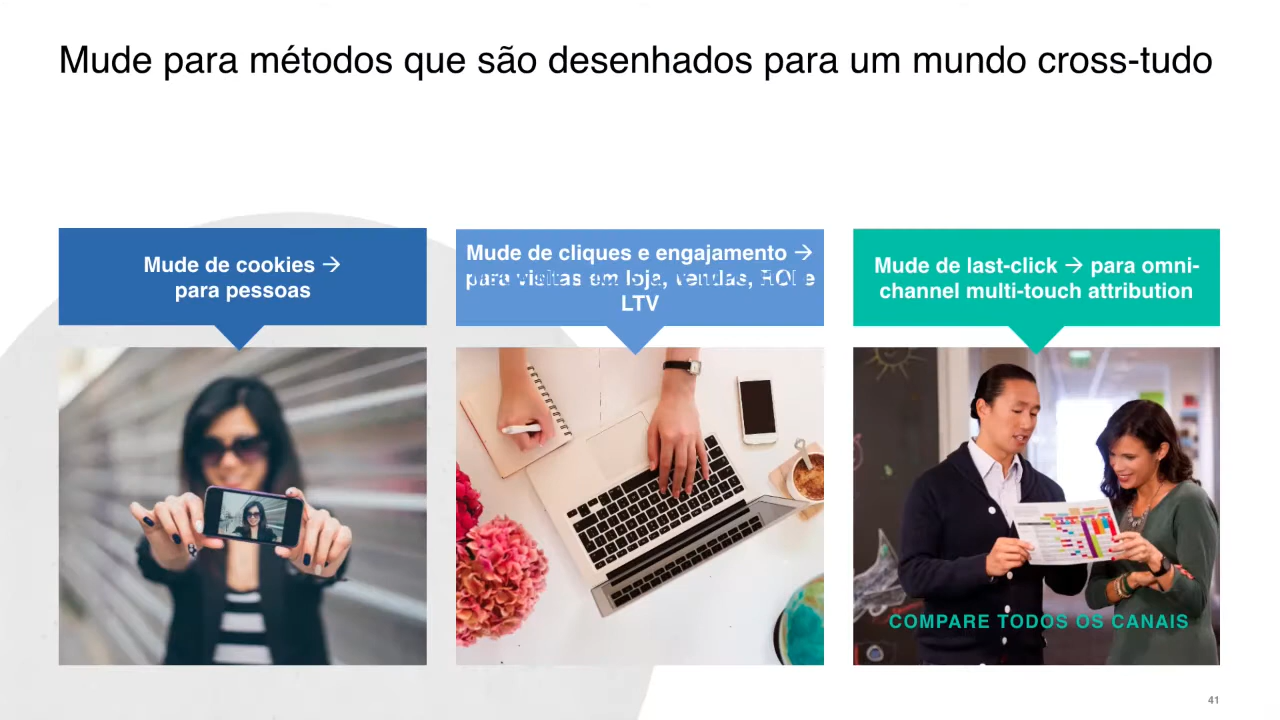 Mude para métodos que são desenhados para um mundo cross-tudo
Mude de cookies →
para pessoas
Mude de cliques e engajamento →
para visitas em loja, vendas, ROI e
LTV
Mude de last-click → para omni-
channel multi-touch attribution
COMPARE TODOS OS CANAIS
41